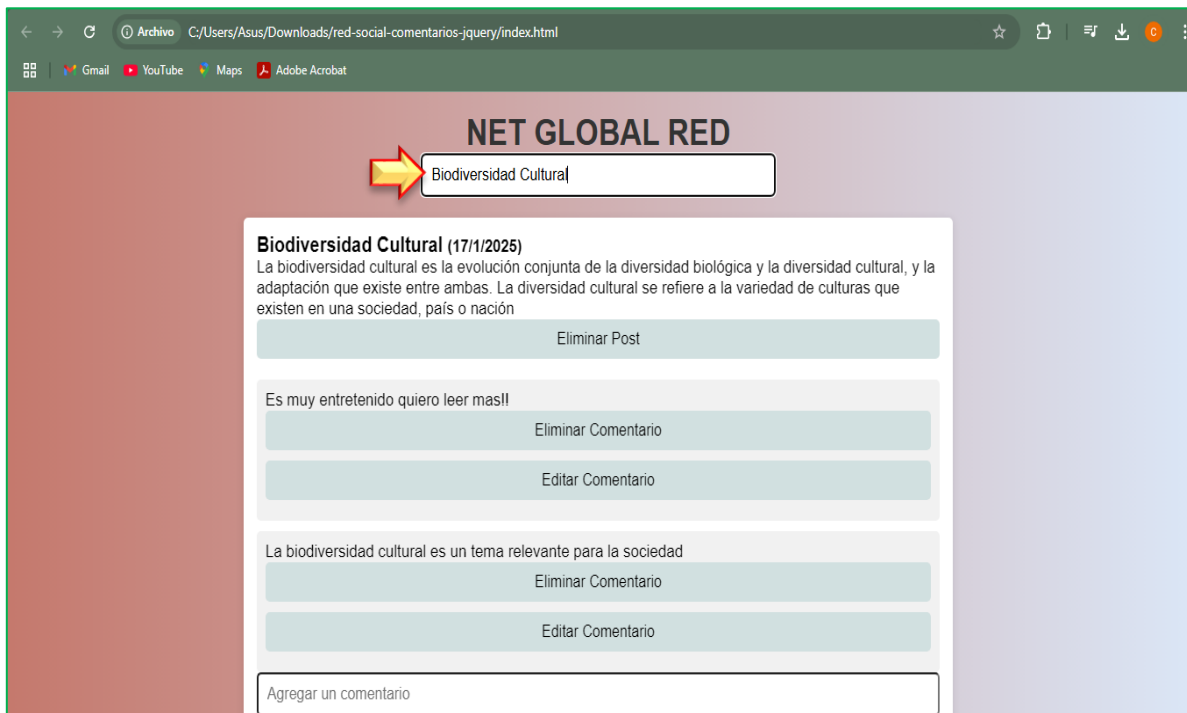 Archivo C:/Users/Asus/Downloads/red-social-comentarios-jquery/index.html
C
Gmail YouTube Maps Adobe Acrobat
NET GLOBAL RED
Biodiversidad Cultural
Biodiversidad Cultural (17/1/2025)
La biodiversidad cultural es la evolución conjunta de la diversidad biológica y la diversidad cultural, y la
adaptación que existe entre ambas. La diversidad cultural se refiere a la variedad de culturas que
existen en una sociedad, país o nación
Eliminar Post
Es muy entretenido quiero leer mas!!
Eliminar Comentario
Editar Comentario
La biodiversidad cultural es un tema relevante para la sociedad
Eliminar Comentario
Editar Comentario
Agregar un comentario